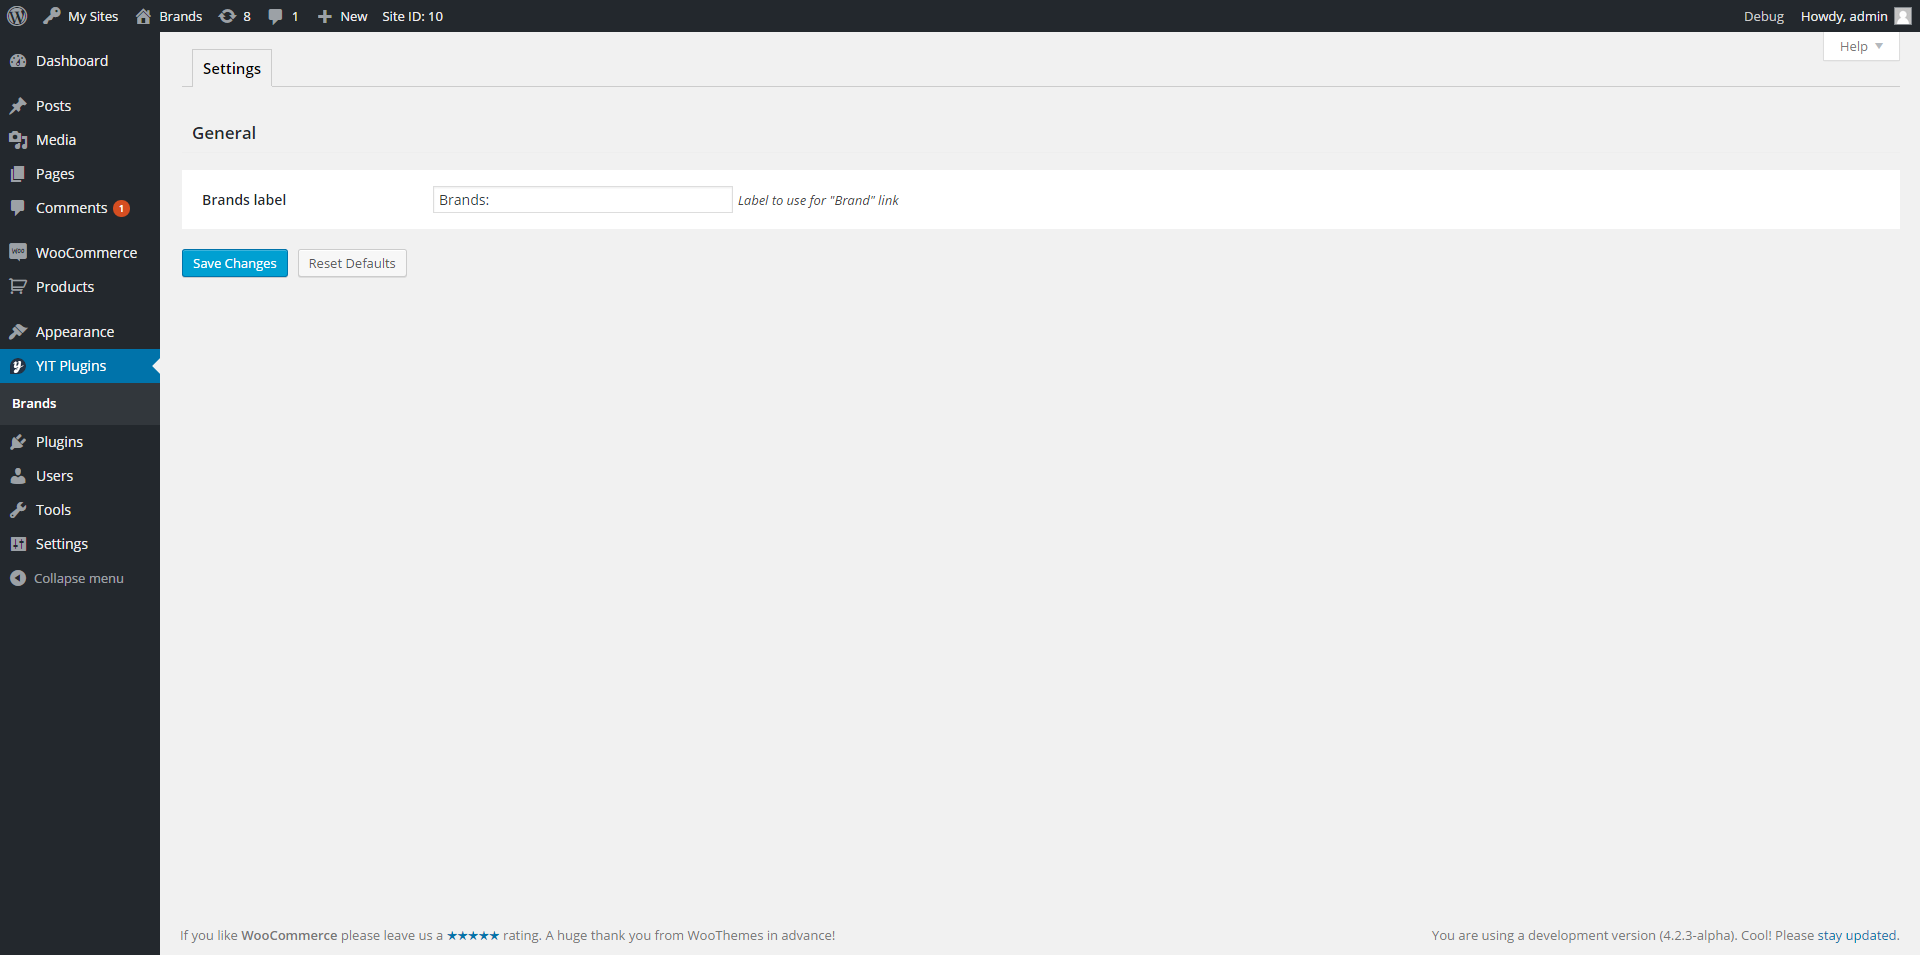 My Sites Brands 8 1 New Site ID: 10 Debug Howdy, admin
Help
Dashboard
Posts
Media
Pages
Comments 1
WooCommerce
Products
Appearance
YIT Plugins
Brands
Plugins
Users
Tools
Settings
Collapse menu
Settings
General
Brands label Brands: Label to use for "Brand" link
Save Changes Reset Defaults
If you like WooCommerce please leave us a ★★★★★ rating. A huge thank you from WooThemes in advance!
You are using a development version (4.2.3-alpha). Cool! Please stay updated.